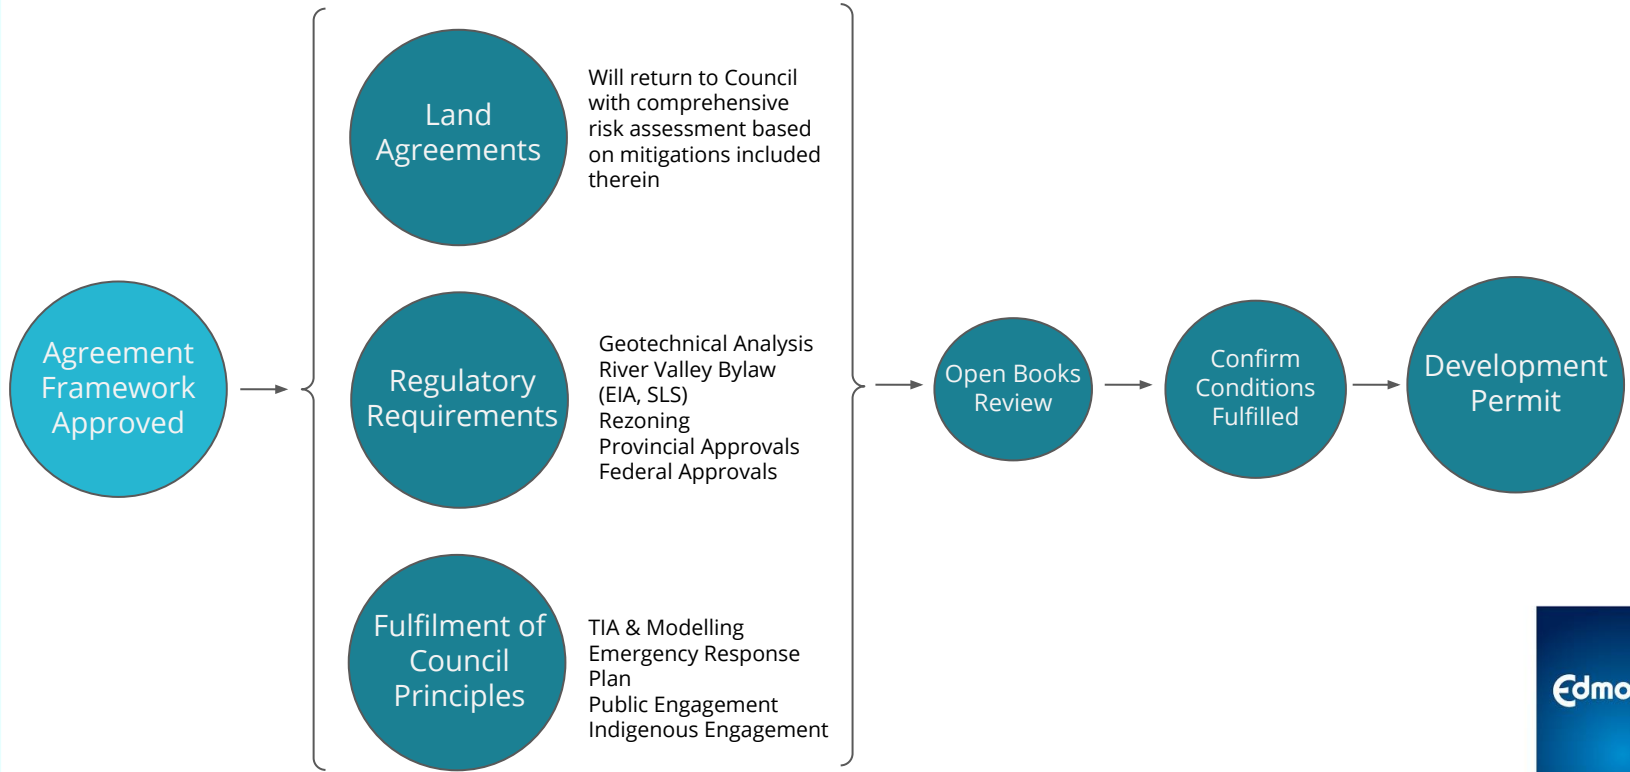 Agreement
Framework
Approved
Land
Agreements
Will return to Council
with comprehensive
risk assessment based
on mitigations included
therein
Regulatory
Requirements
Geotechnical Analysis
River Valley Bylaw
(EIA, SLS)
Rezoning
Provincial Approvals
Federal Approvals
Fulfilment of
Council
Principles
TIA & Modelling
Emergency Response
Plan
Public Engagement
Indigenous Engagement
Open Books
Review
Confirm
Conditions
Fulfilled
Development
Permit
Edmo